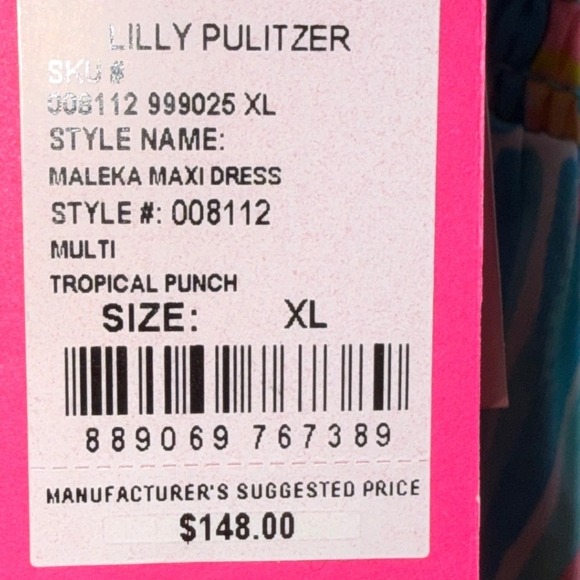 LILLY PULITZER
SKU #
008112 999025 XL
STYLE NAME:
MALEKA MAXI DRESS
STYLE #: 008112
MULTI
TROPICAL PUNCH
SIZE: XL
889069 767389
MANUFACTURER'S SUGGESTED PRICE
$148.00